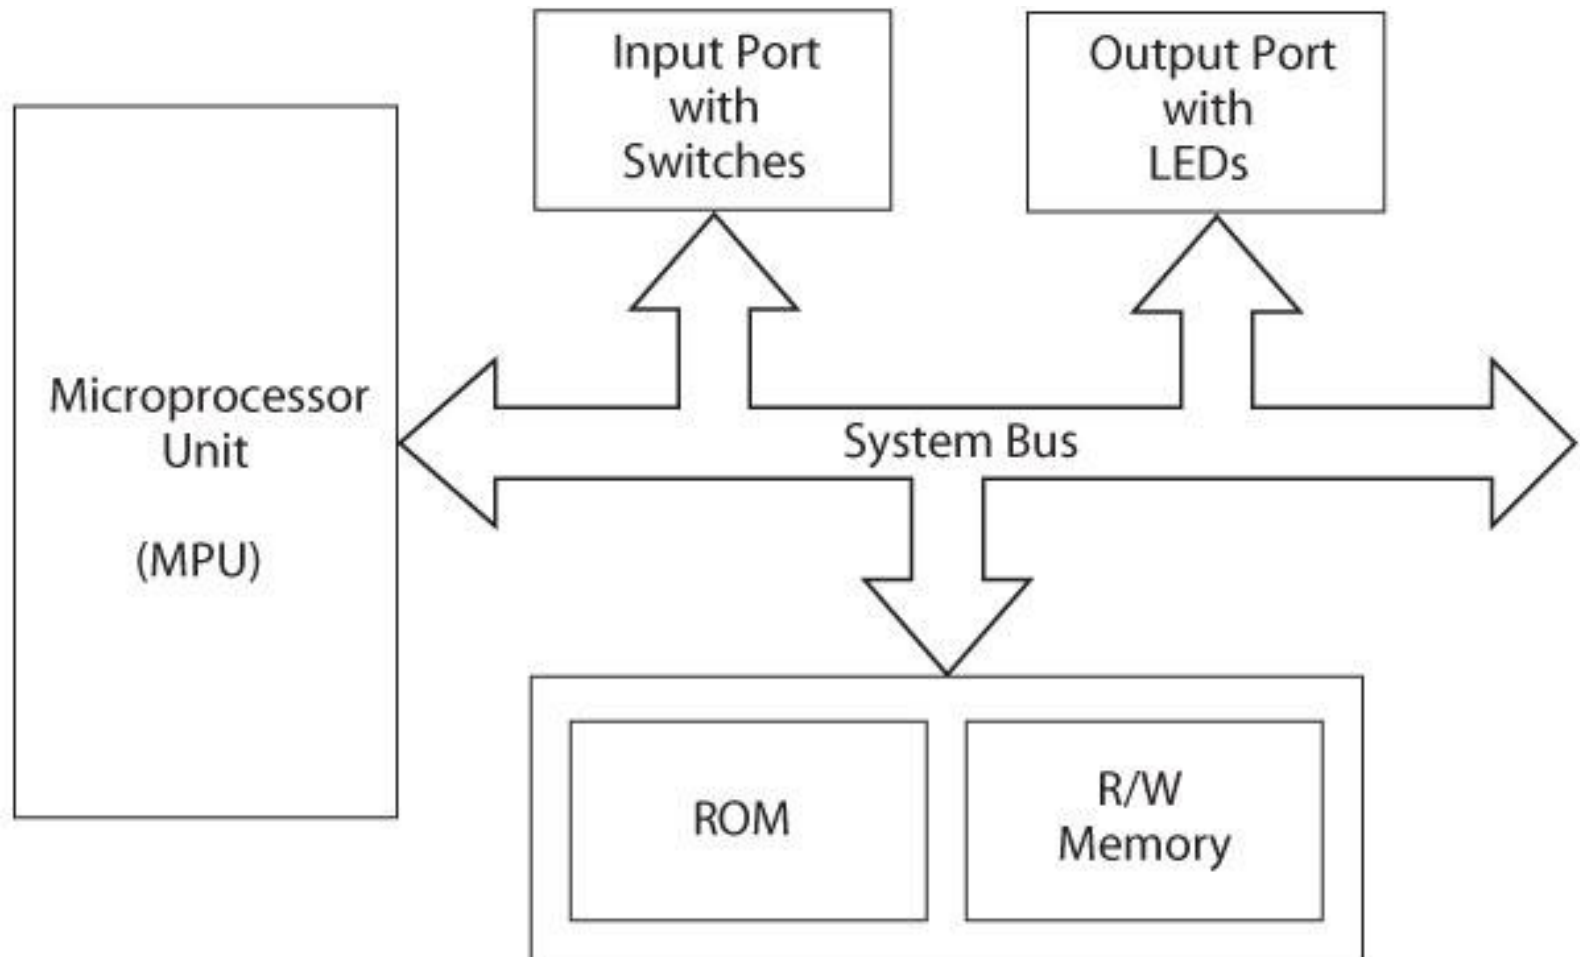 Input Port
with
Switches
Output Port
with
LEDs
Microprocessor
Unit
(MPU)
System Bus
ROM
R/W
Memory